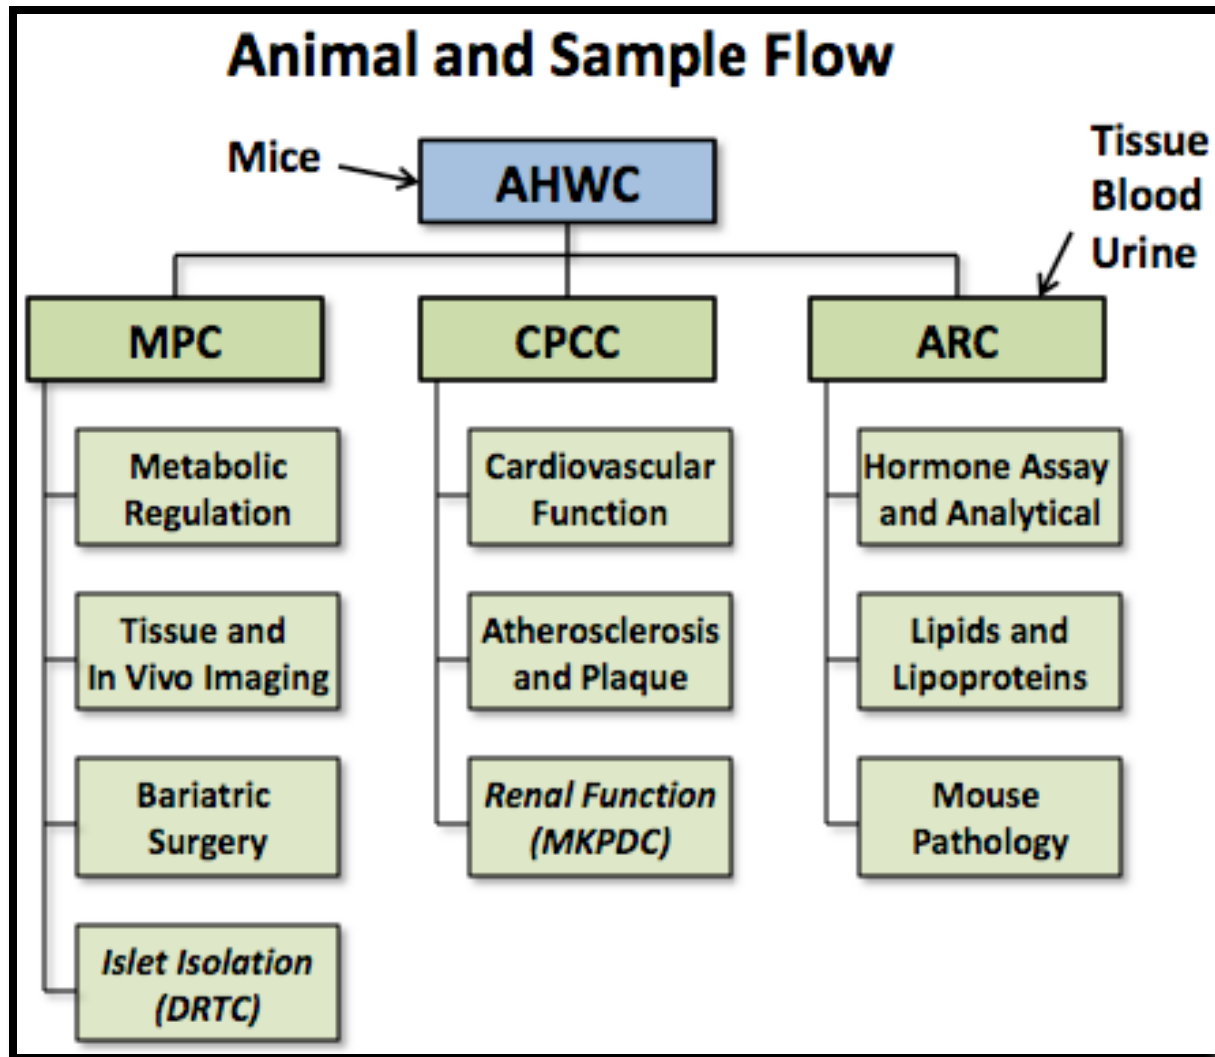 Animal and Sample Flow
Mice
AHWC
Tissue
Blood
Urine
MPC
CPCC
ARC
Metabolic
Regulation
Tissue and
In Vivo Imaging
Bariatric
Surgery
Islet Isolation
(DRTC)
Cardiovascular
Function
Atherosclerosis
and Plaque
Renal Function
(MKPDC)
Hormone Assay
and Analytical
Lipids and
Lipoproteins
Mouse
Pathology